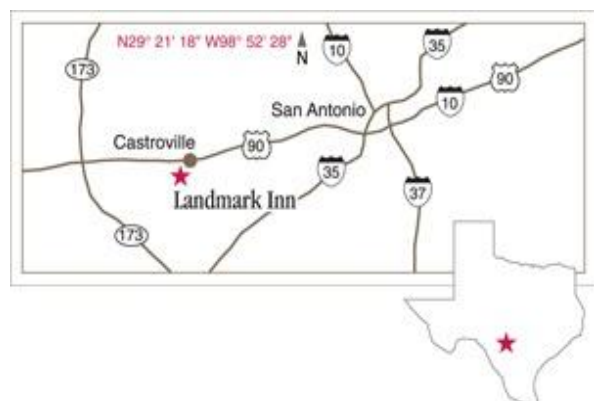 N29° 21' 18" W98° 52' 28"
N
10
35
173
90
San Antonio
10
Castroville
90
35
37
Landmark Inn
173